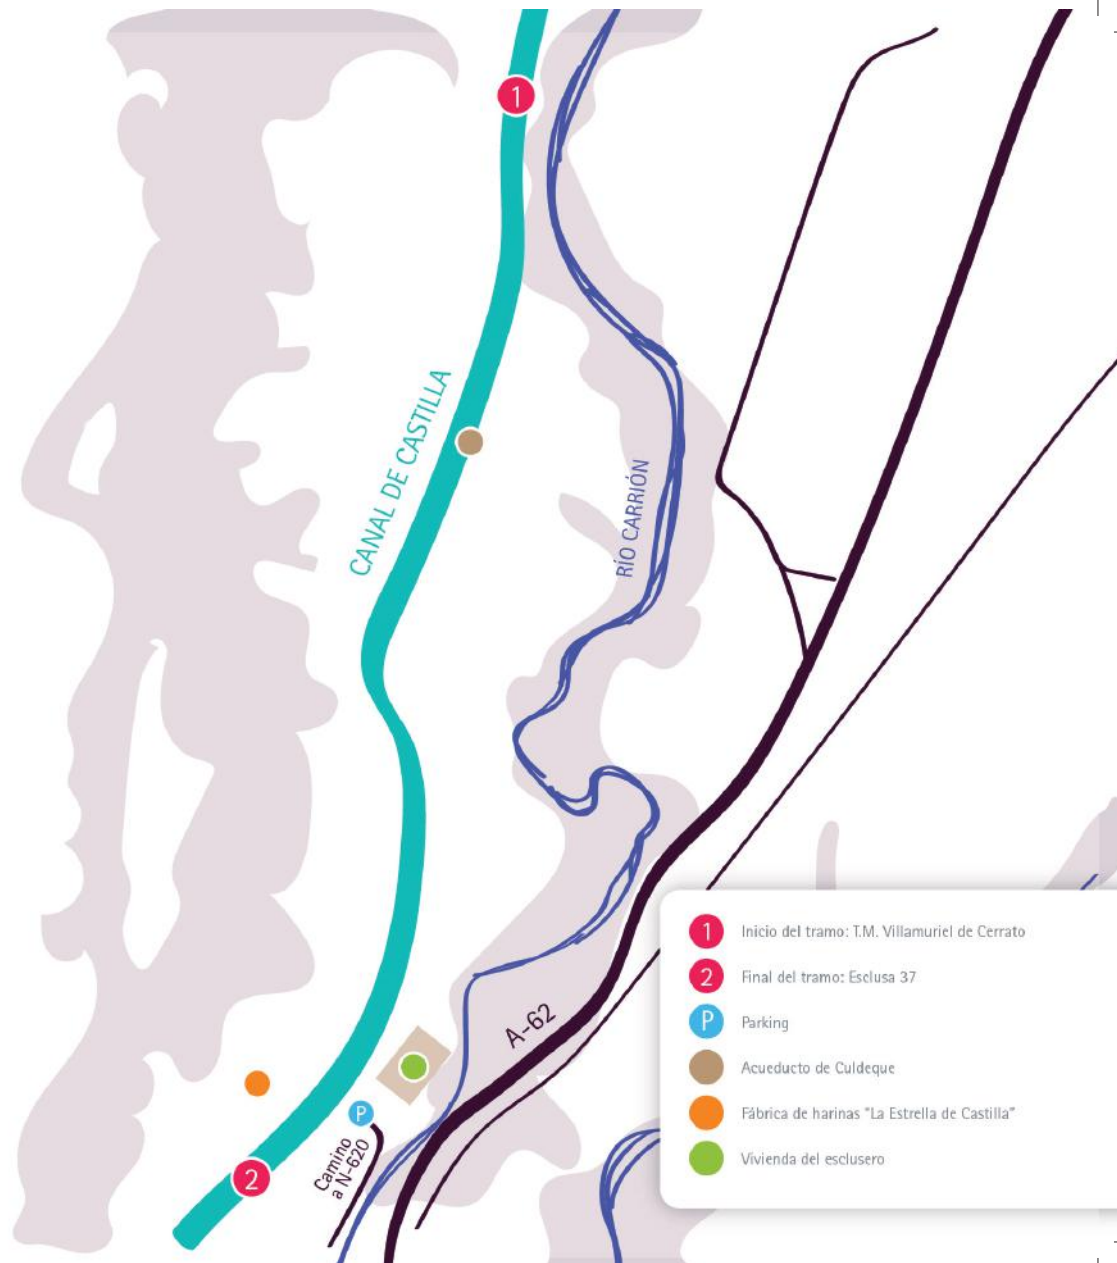 1
CANAL DE CASTILLA
RÍO CARRIÓN
A-62
P
Camino
a N-620
2
1 Inicio del tramo: T.M. Villamuriel de Cerrato
2 Final del tramo: Esclusa 37
P Parking
Acueducto de Culdeque
Fábrica de harinas "La Estrella de Castilla"
Vivienda del esclusero